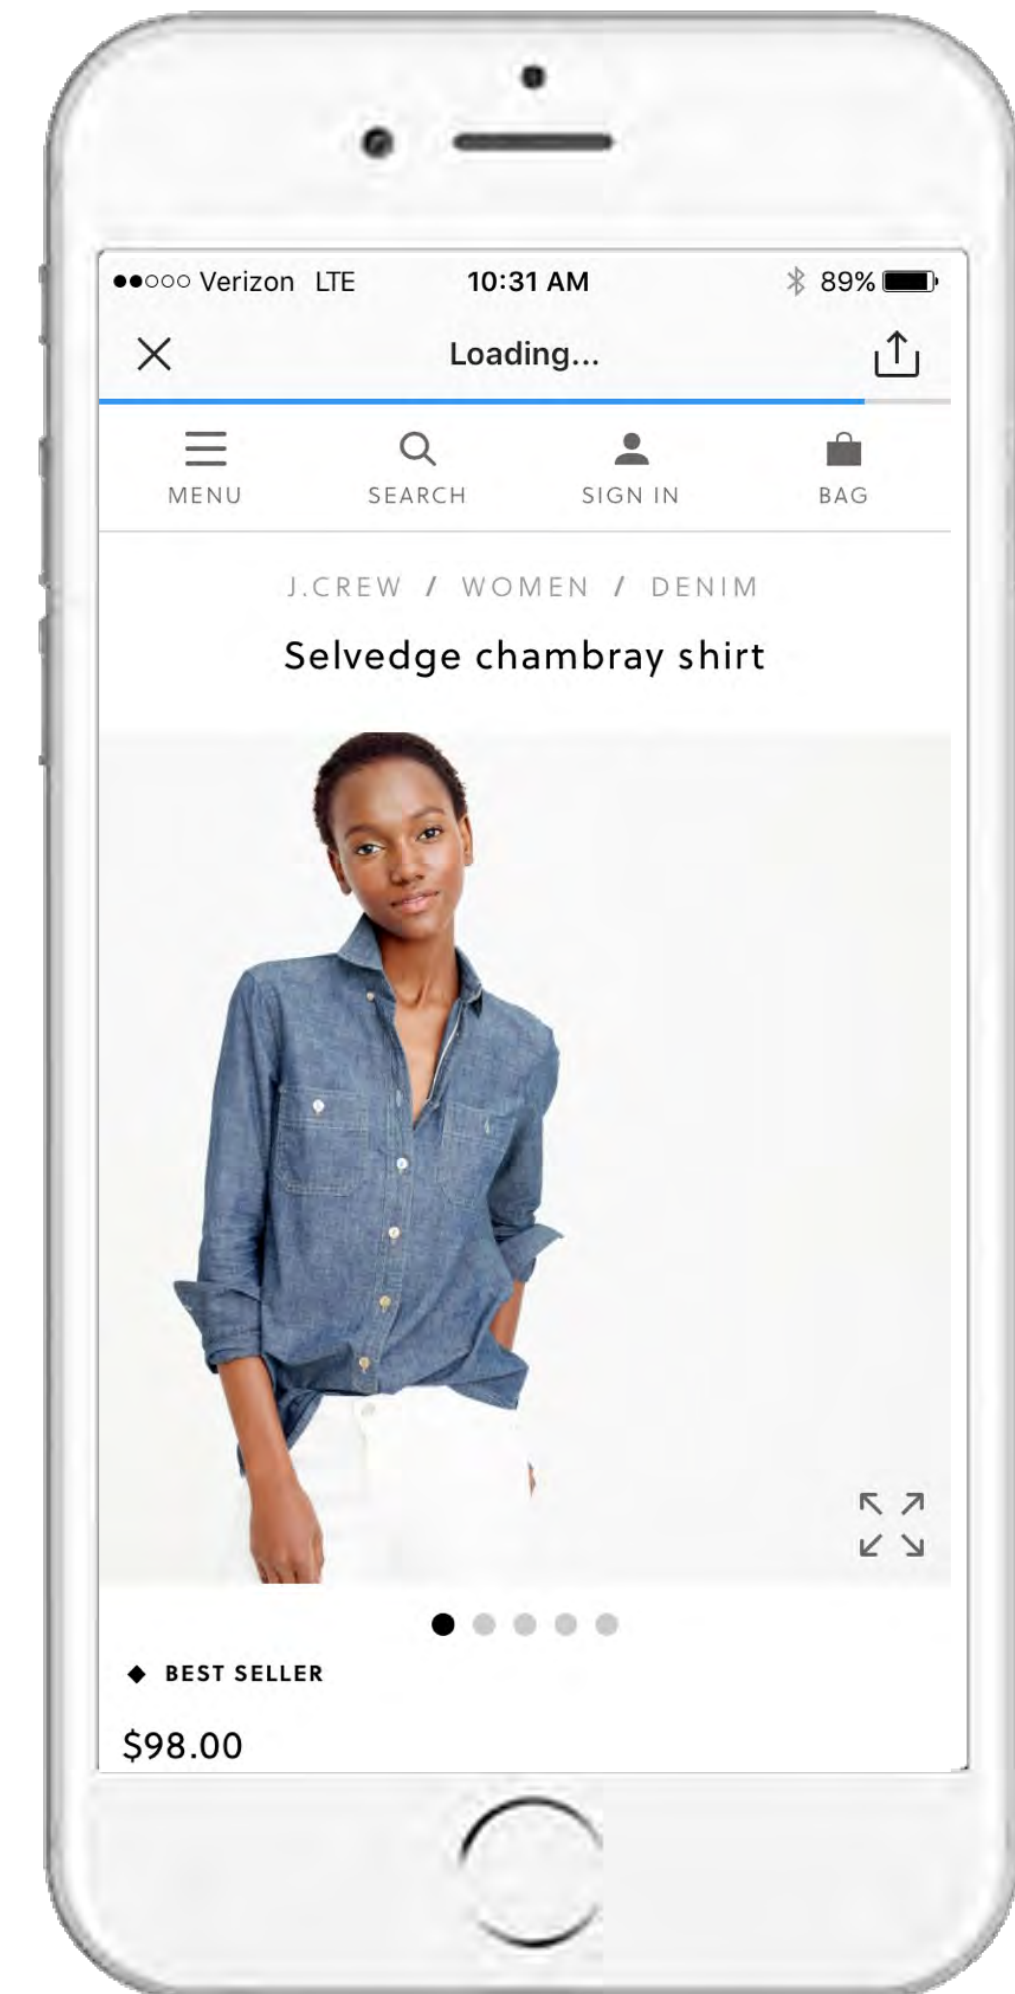 Verizon LTE 10:31 AM 89%
Loading...
MENU SEARCH SIGN IN BAG
J.CREW / WOMEN / DENIM
Selvedge chambray shirt
BEST SELLER
$98.00